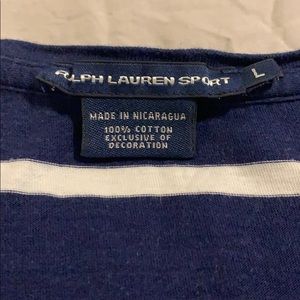 RALPH LAUREN SPORT L
MADE IN NICARAGUA
100% COTTON
EXCLUSIVE OF
DECORATION